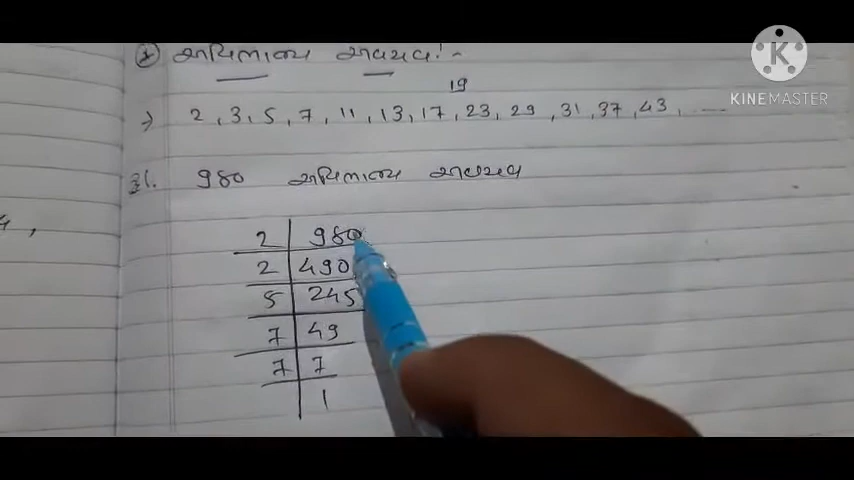 અવિભાજ્ય અવયવ :-
19
→ 2, 3, 5, 7, 11, 13, 17, 23, 29, 31, 37, 43, ......
દા. 980 અવિભાજ્ય અવયવ
2 | 980
2 | 490
5 | 245
7 | 49
7 | 7
| 1
KINEMASTER